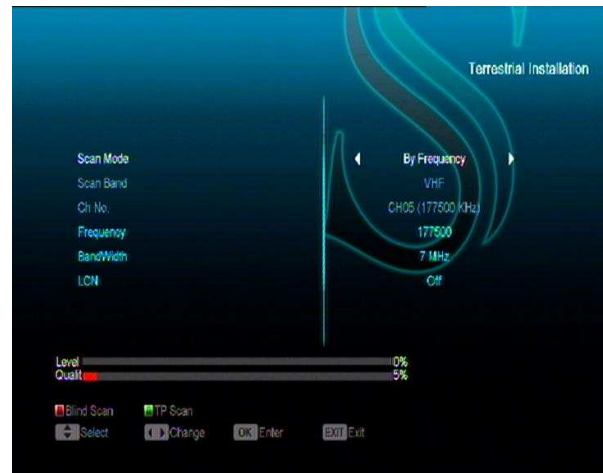 Terrestrial Installation
Scan Mode By Frequency
Scan Band VHF
Ch No. CH05 (177500 KHz)
Frequency 177500
BandWidth 7 MHz
LCN Off
Level 0%
Qualit 5%
Blind Scan TP Scan
Select Change OK Enter EXIT Exit